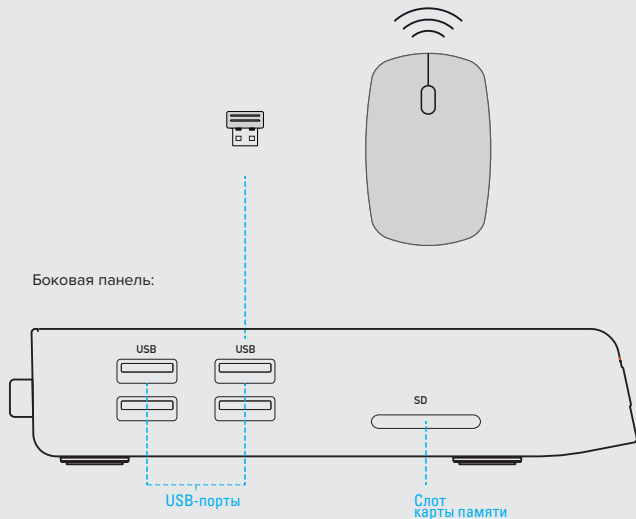 Боковая панель:
USB
USB
SD
USB-порты
Слот
карты памяти